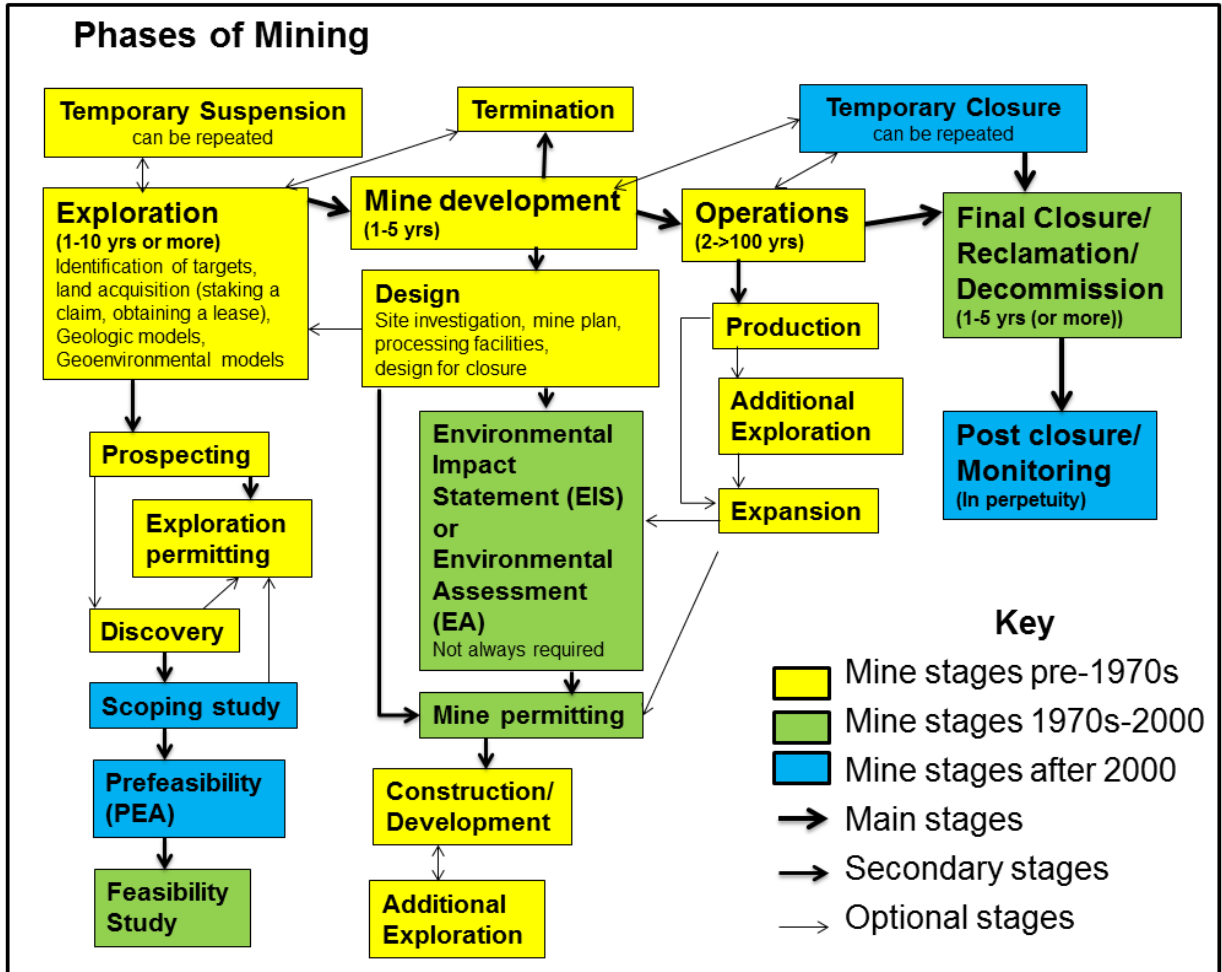 Phases of Mining
Temporary Suspension
can be repeated
Termination
Temporary Closure
can be repeated
Exploration
(1-10 yrs or more)
Identification of targets,
land acquisition (staking a
claim, obtaining a lease),
Geologic models,
Geoenvironmental models
Mine development
(1-5 yrs)
Operations
(2->100 yrs)
Final Closure/
Reclamation/
Decommission
(1-5 yrs (or more))
Design
Site investigation, mine plan,
processing facilities,
design for closure
Production
Additional
Exploration
Expansion
Post closure/
Monitoring
(In perpetuity)
Prospecting
Exploration
permitting
Discovery
Scoping study
Prefeasibility
(PEA)
Feasibility
Study
Environmental
Impact
Statement (EIS)
or
Environmental
Assessment
(EA)
Not always required
Mine permitting
Construction/
Development
Additional
Exploration
Key
Mine stages pre-1970s
Mine stages 1970s-2000
Mine stages after 2000
Main stages
Secondary stages
Optional stages